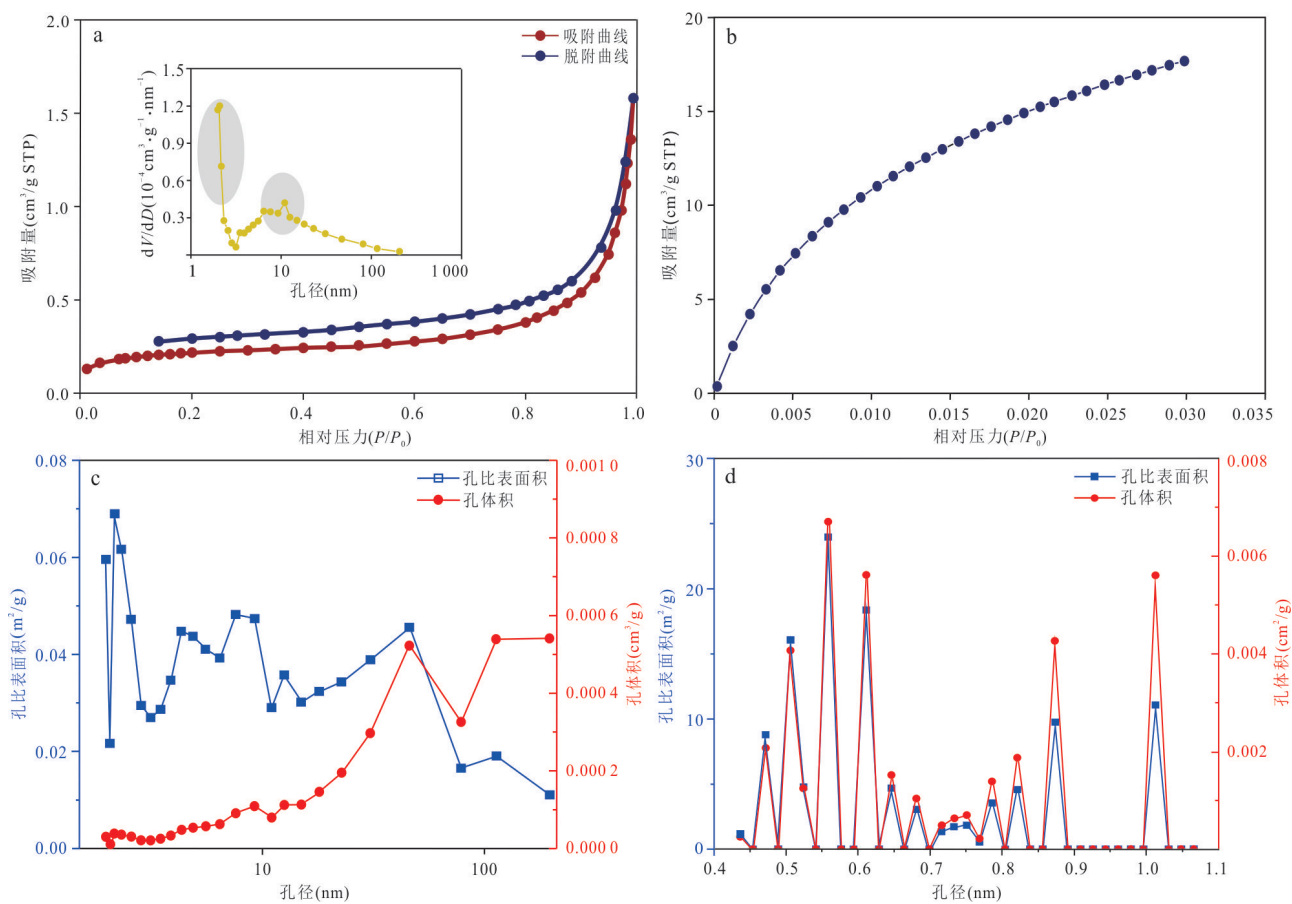 a
吸附曲线
脱附曲线
吸附量(cm³/g STP)
2.0
1.5
1.0
0.5
0.0
0.0 0.2 0.4 0.6 0.8 1.0
相对压力(P/P₀)
dV/dD(10⁻⁴cm³·g⁻¹·nm⁻¹)
1.5
1.2
0.9
0.6
0.3
1 10 100 1 000
孔径(nm)
b
吸附量(cm³/g STP)
20
15
10
5
0
0 0.005 0.010 0.015 0.020 0.025 0.030 0.035
相对压力(P/P₀)
c
孔比表面积
孔体积
孔比表面积(m²/g)
0.08
0.06
0.04
0.02
0.00
孔体积(cm³/g)
0.001 0
0.000 8
0.000 6
0.000 4
0.000 2
0.000 0
10 100
孔径(nm)
d
孔比表面积
孔体积
孔比表面积(m²/g)
30
20
10
0
孔体积(cm²/g)
0.008
0.006
0.004
0.002
0.4 0.5 0.6 0.7 0.8 0.9 1.0 1.1
孔径(nm)